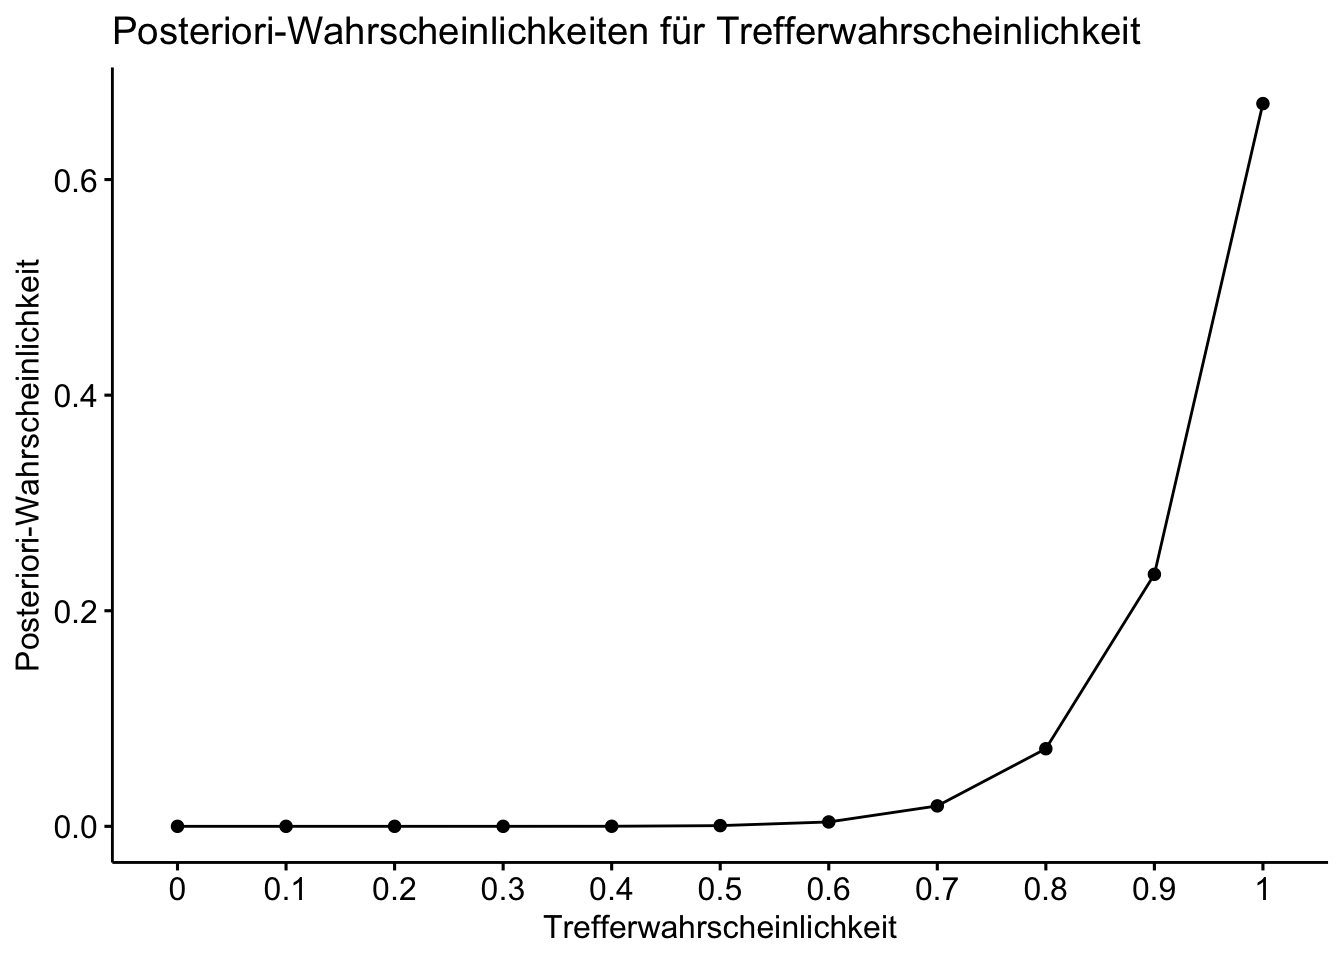 Posteriori-Wahrscheinlichkeiten für Trefferwahrscheinlichkeit
Posteriori-Wahrscheinlichkeit
0.6
0.4
0.2
0.0
0 0.1 0.2 0.3 0.4 0.5 0.6 0.7 0.8 0.9 1
Trefferwahrscheinlichkeit